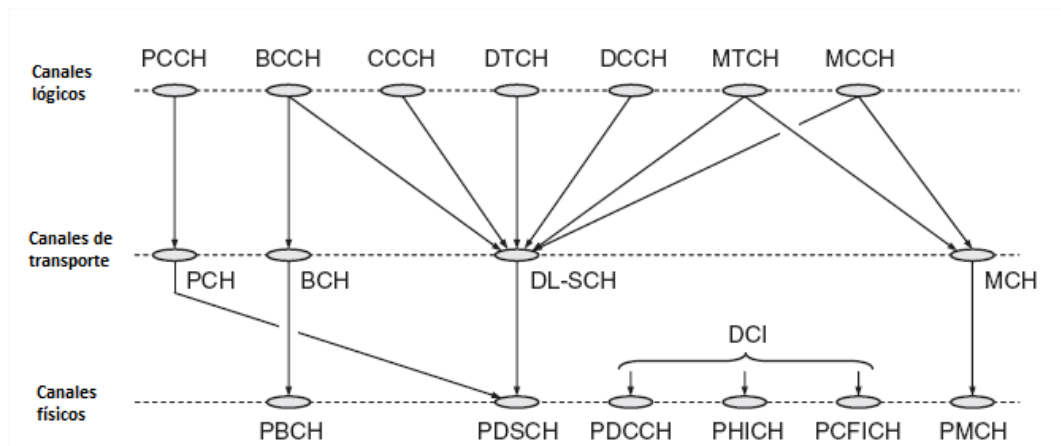 PCCH BCCH CCCH DTCH DCCH MTCH MCCH
Canales
lógicos
Canales de
transporte
PCH BCH DL-SCH MCH
DCI
Canales
físicos
PBCH PDSCH PDCCH PHICH PCFICH PMCH